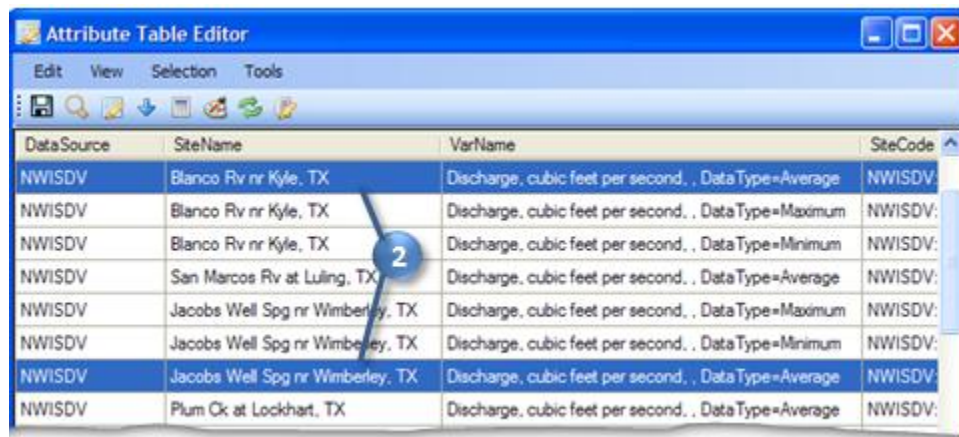 Attribute Table Editor
Edit View Selection Tools
DataSource SiteName VarName SiteCode
NWISDV Blanco Rv nr Kyle, TX Discharge, cubic feet per second, , DataType=Average NWISDV:
NWISDV Blanco Rv nr Kyle, TX Discharge, cubic feet per second, , DataType=Maximum NWISDV:
NWISDV Blanco Rv nr Kyle, TX Discharge, cubic feet per second, , DataType=Minimum NWISDV:
2
NWISDV San Marcos Rv at Luling, TX Discharge, cubic feet per second, , DataType=Average NWISDV:
NWISDV Jacobs Well Spg nr Wimberley, TX Discharge, cubic feet per second, , DataType=Maximum NWISDV:
NWISDV Jacobs Well Spg nr Wimberley, TX Discharge, cubic feet per second, , DataType=Minimum NWISDV:
NWISDV Jacobs Well Spg nr Wimberley, TX Discharge, cubic feet per second, , DataType=Average NWISDV:
NWISDV Plum Ck at Lockhart, TX Discharge, cubic feet per second, , DataType=Average NWISDV: